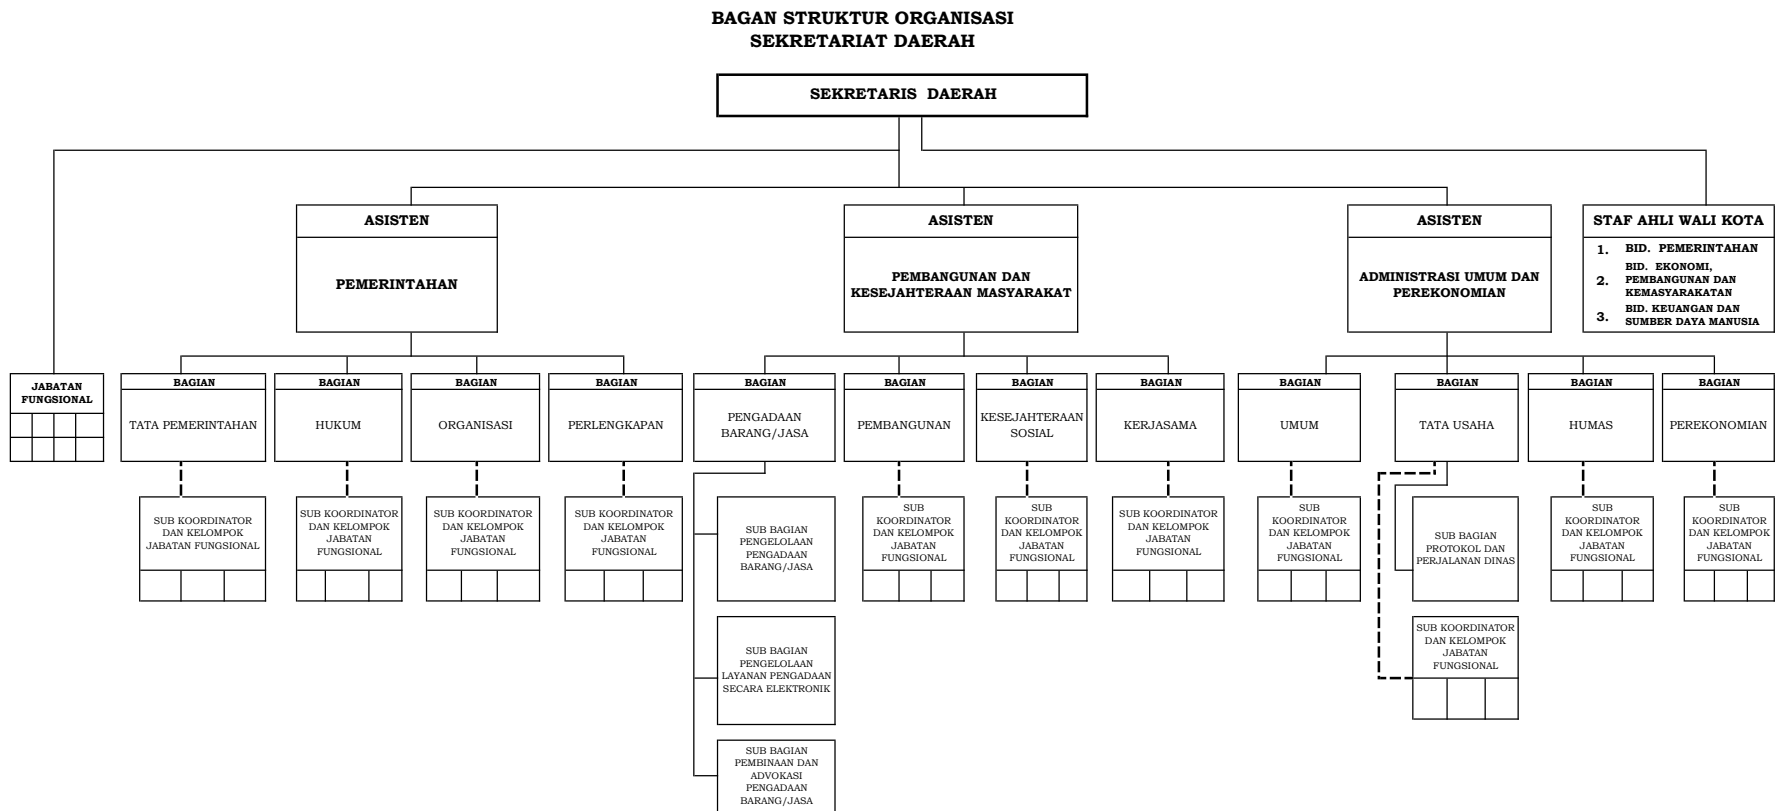 BAGAN STRUKTUR ORGANISASI
SEKRETARIAT DAERAH
SEKRETARIS DAERAH
ASISTEN
PEMERINTAHAN
ASISTEN
PEMBANGUNAN DAN
KESEJAHTERAAN MASYARAKAT
ASISTEN
ADMINISTRASI UMUM DAN
PEREKONOMIAN
STAF AHLI WALI KOTA
1. BID. PEMERINTAHAN
2. BID. EKONOMI,
PEMBANGUNAN DAN
KEMASYARAKATAN
3. BID. KEUANGAN DAN
SUMBER DAYA MANUSIA
JABATAN
FUNGSIONAL
BAGIAN
TATA PEMERINTAHAN
BAGIAN
HUKUM
BAGIAN
ORGANISASI
BAGIAN
PERLENGKAPAN
BAGIAN
PENGADAAN
BARANG/JASA
BAGIAN
PEMBANGUNAN
BAGIAN
KESEJAHTERAAN
SOSIAL
BAGIAN
KERJASAMA
BAGIAN
UMUM
BAGIAN
TATA USAHA
BAGIAN
HUMAS
BAGIAN
PEREKONOMIAN
SUB KOORDINATOR
DAN KELOMPOK
JABATAN FUNGSIONAL
SUB KOORDINATOR
DAN KELOMPOK
JABATAN
FUNGSIONAL
SUB KOORDINATOR
DAN KELOMPOK
JABATAN
FUNGSIONAL
SUB KOORDINATOR
DAN KELOMPOK
JABATAN
FUNGSIONAL
SUB BAGIAN
PENGELOLAAN
PENGADAAN
BARANG/JASA
SUB
KOORDINATOR
DAN KELOMPOK
JABATAN
FUNGSIONAL
SUB
KOORDINATOR
DAN KELOMPOK
JABATAN
FUNGSIONAL
SUB KOORDINATOR
DAN KELOMPOK
JABATAN
FUNGSIONAL
SUB
KOORDINATOR
DAN KELOMPOK
JABATAN
FUNGSIONAL
SUB BAGIAN
PROTOKOL DAN
PERJALANAN DINAS
SUB
KOORDINATOR
DAN KELOMPOK
JABATAN
FUNGSIONAL
SUB
KOORDINATOR
DAN KELOMPOK
JABATAN
FUNGSIONAL
SUB BAGIAN
PENGELOLAAN
LAYANAN PENGADAAN
SECARA ELEKTRONIK
SUB KOORDINATOR
DAN KELOMPOK
JABATAN
FUNGSIONAL
SUB BAGIAN
PEMBINAAN DAN
ADVOKASI
PENGADAAN
BARANG/JASA